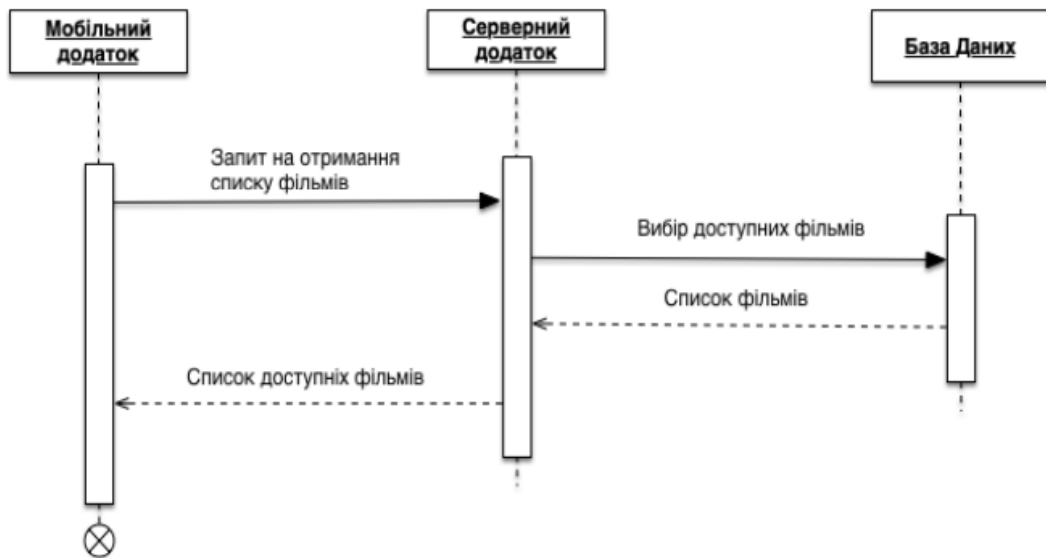 Мобільний
додаток
Серверний
додаток
База Даних
Запит на отримання
списку фільмів
Вибір доступних фільмів
Список фільмів
Список доступніх фільмів